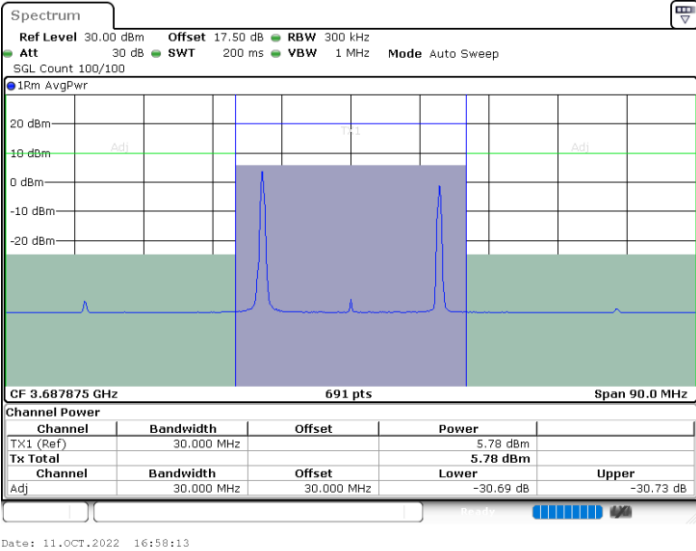 Spectrum
Ref Level 30.00 dBm Offset 17.50 dB RBW 300 kHz
Att 30 dB SWT 200 ms VBW 1 MHz Mode Auto Sweep
SGL Count 100/100
1Rm AvgPwr
20 dBm
TX1
Adj Adj
10 dBm
0 dBm
-10 dBm
-20 dBm
CF 3.687875 GHz 691 pts Span 90.0 MHz
Channel Power
Channel Bandwidth Offset Power
TX1 (Ref) 30.000 MHz 5.78 dBm
Tx Total 5.78 dBm
Channel Bandwidth Offset Lower Upper
Adj 30.000 MHz 30.000 MHz -30.69 dB -30.73 dB
Ready
Date: 11.OCT.2022 16:58:13